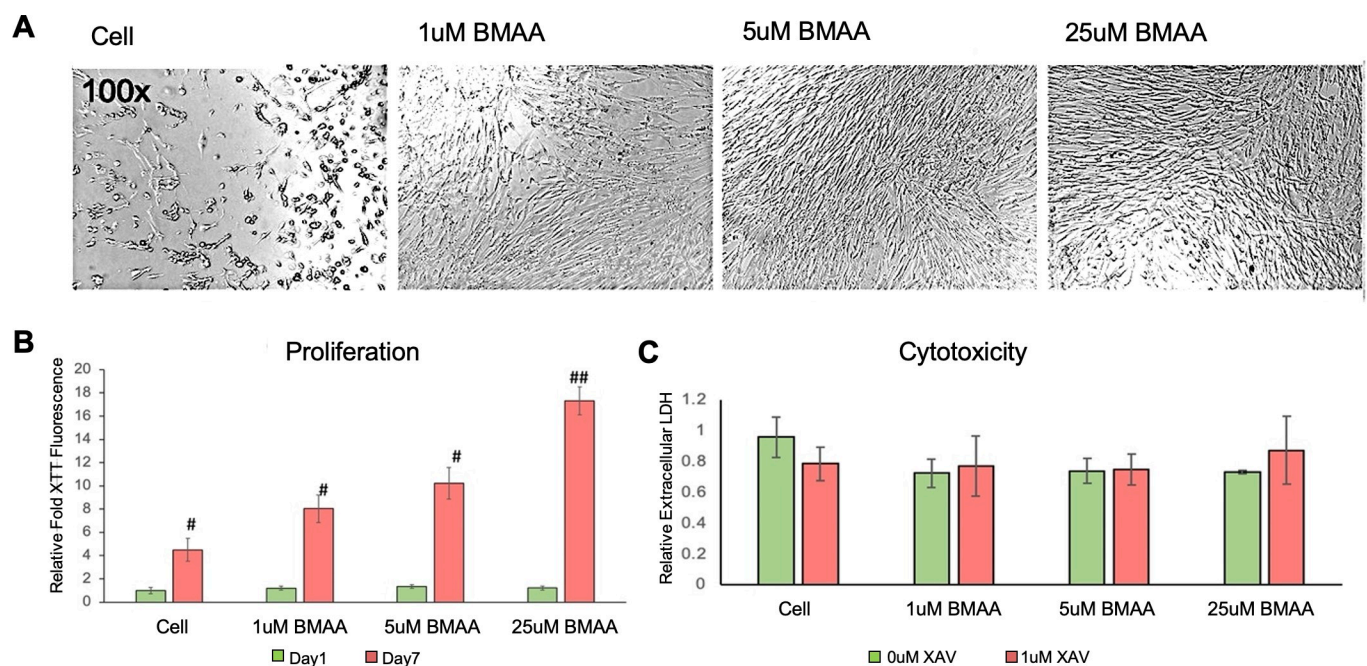 A
Cell
1uM BMAA
5uM BMAA
25uM BMAA
100x
B
Proliferation
Relative Fold XTT Fluorescence
20
18
16
14
12
10
8
6
4
2
0
#
#
#
##
Cell
1uM BMAA
5uM BMAA
25uM BMAA
Day1
Day7
C
Cytotoxicity
Relative Extracellular LDH
1.2
1
0.8
0.6
0.4
0.2
0
Cell
1uM BMAA
5uM BMAA
25uM BMAA
0uM XAV
1uM XAV